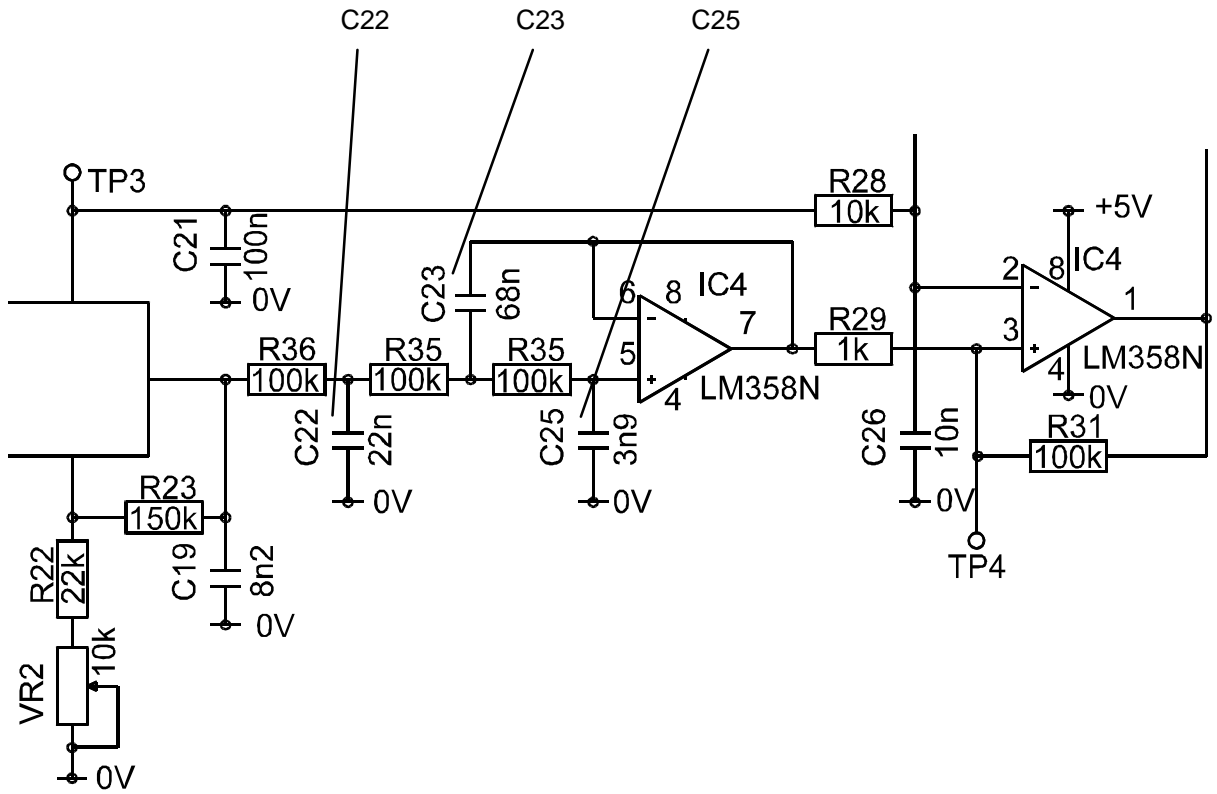 C22 C23 C25
TP3
R28
10k
+5V
C21
100n
0V
C23
68n
6
8
IC4
7
5
4
LM358N
R29
1k
2
8
IC4
1
3
4
LM358N
0V
R36
100k
R35
100k
R35
100k
C22
22n
0V
C25
3n9
0V
C26
10n
0V
R31
100k
TP4
R23
150k
R22
22k
C19
8n2
0V
VR2
10k
0V